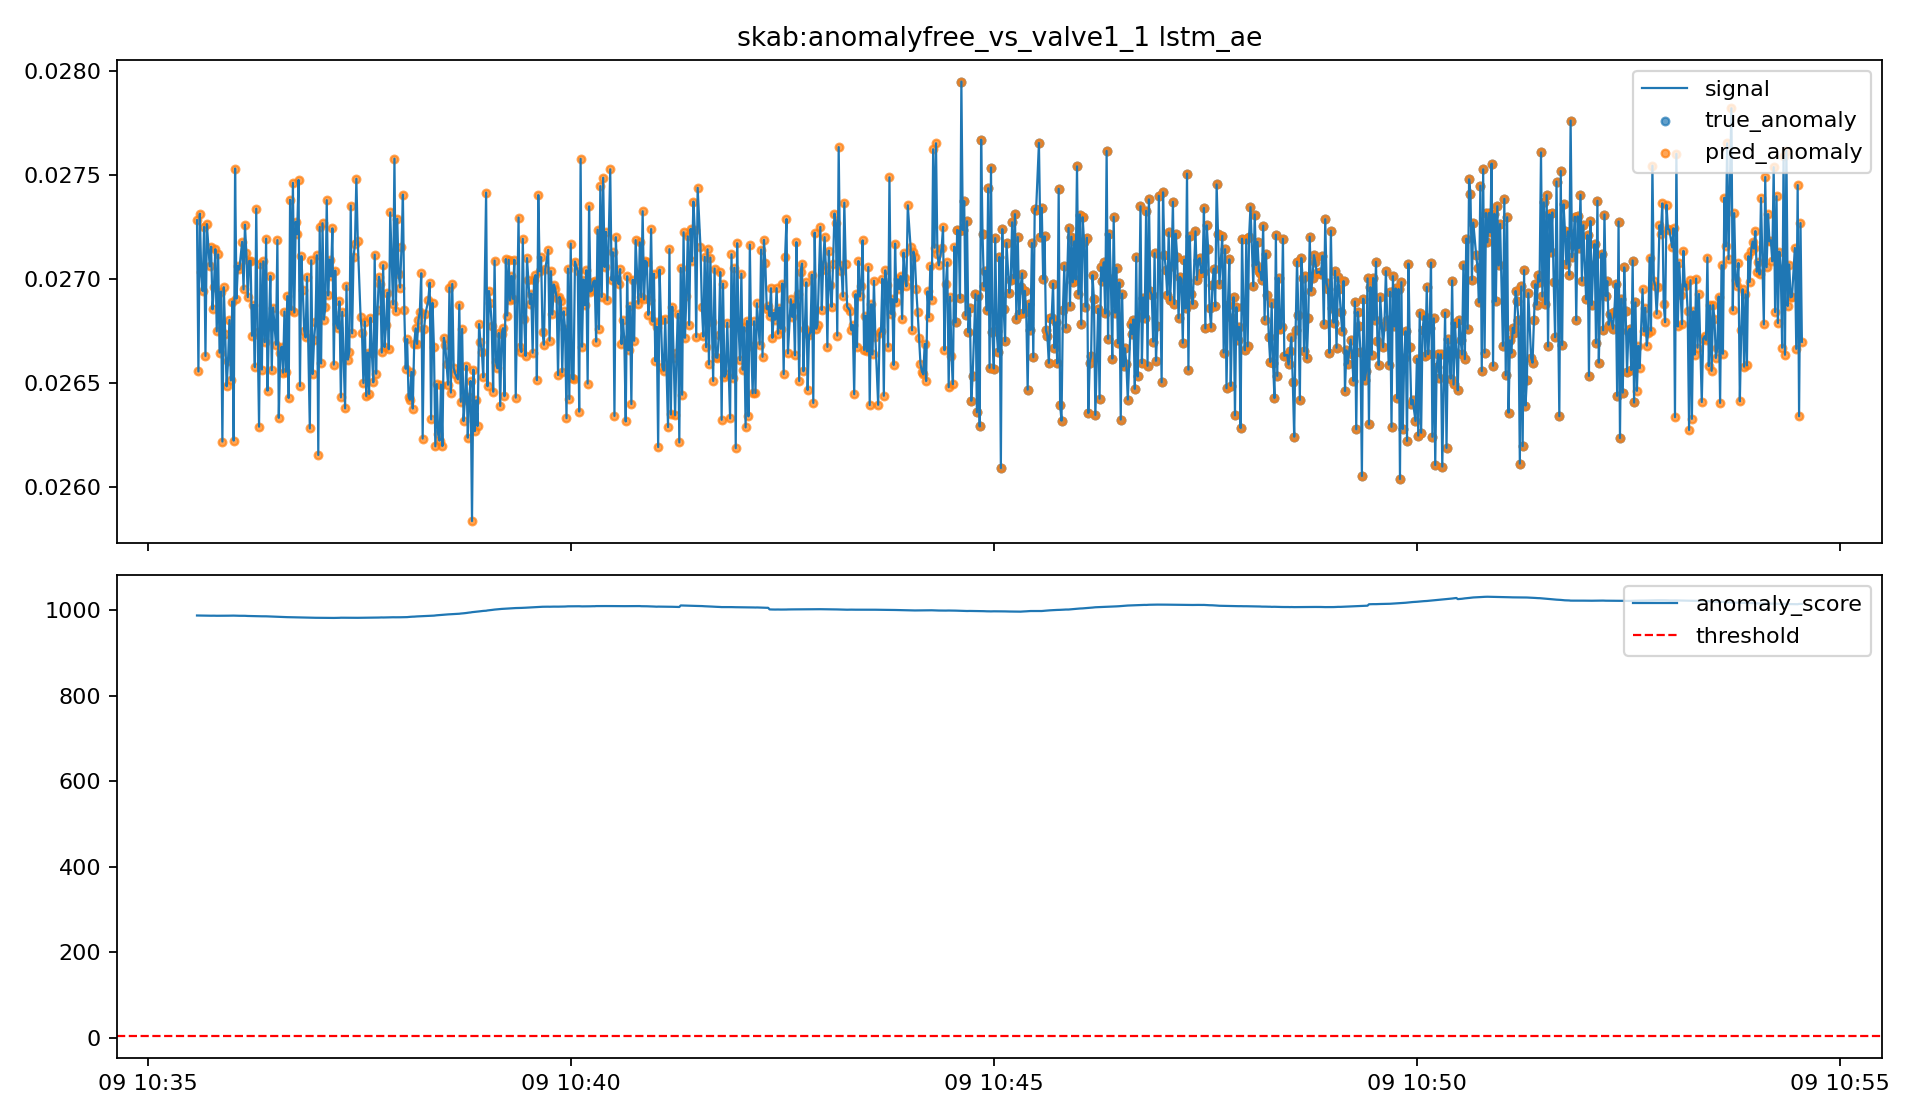 skab:anomalyfree_vs_valve1_1 lstm_ae
0.0280
0.0275
0.0270
0.0265
0.0260
signal
true_anomaly
pred_anomaly
1000
800
600
400
200
0
anomaly_score
threshold
09 10:35
09 10:40
09 10:45
09 10:50
09 10:55